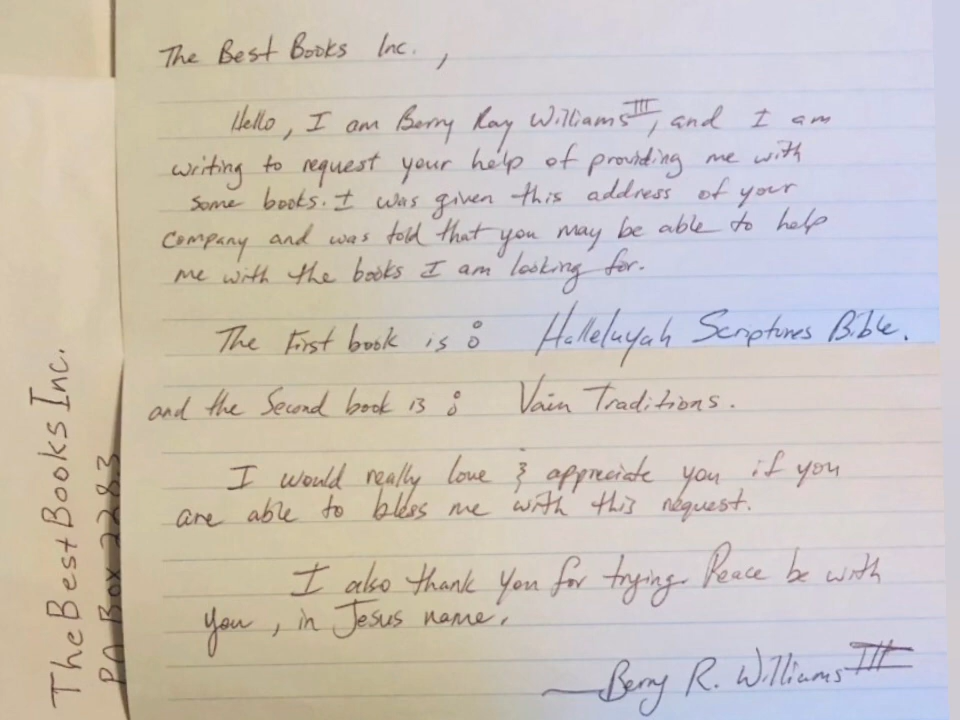 The Best Books Inc.,
Hello, I am Berry Ray Williams III, and I am
writing to request your help of providing me with
some books. I was given this address of your
company and was told that you may be able to help
me with the books I am looking for.
The First book is : Halleluyah Scriptures Bible.
and the Second book is : Vain Traditions.
I would really love & appreciate you if you
are able to bless me with this request.
I also thank you for trying. Peace be with
you, in Jesus name.
—Berry R. Williams III
The Best Books Inc.
PO Box 2283